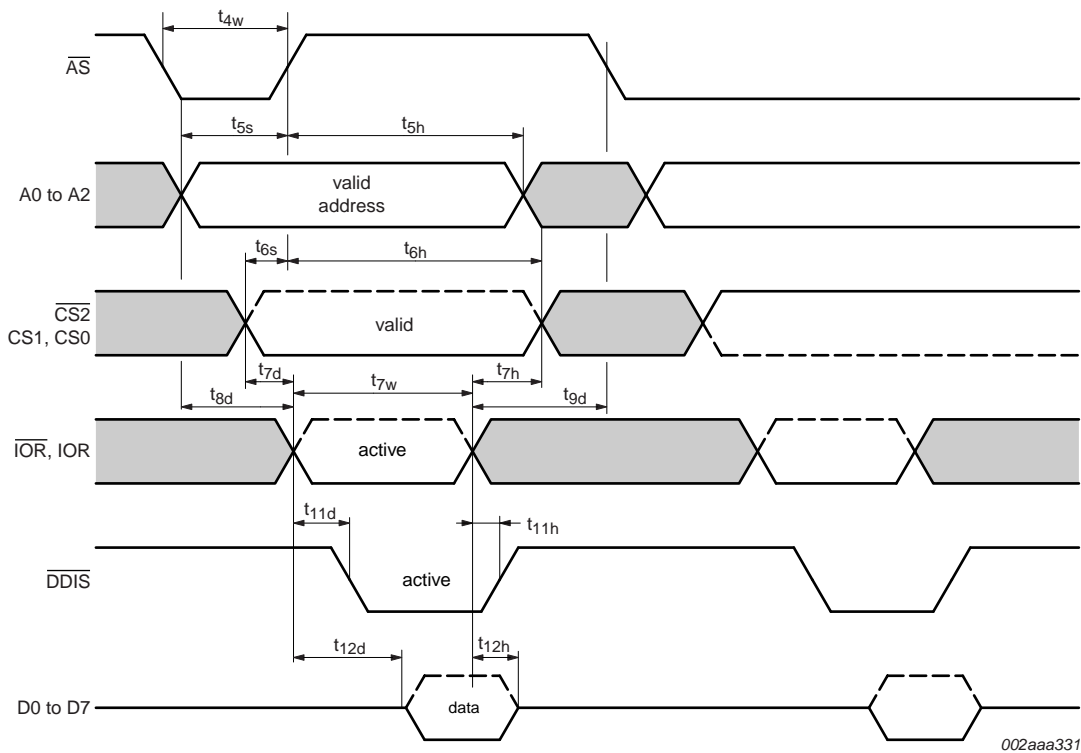 t4w
AS
t5s
t5h
A0 to A2
valid
address
t6s
t6h
CS2
CS1, CS0
valid
t7d
t7w
t7h
t8d
t9d
IOR, IOR
active
t11d
t11h
DDIS
active
t12d
t12h
D0 to D7
data
002aaa331